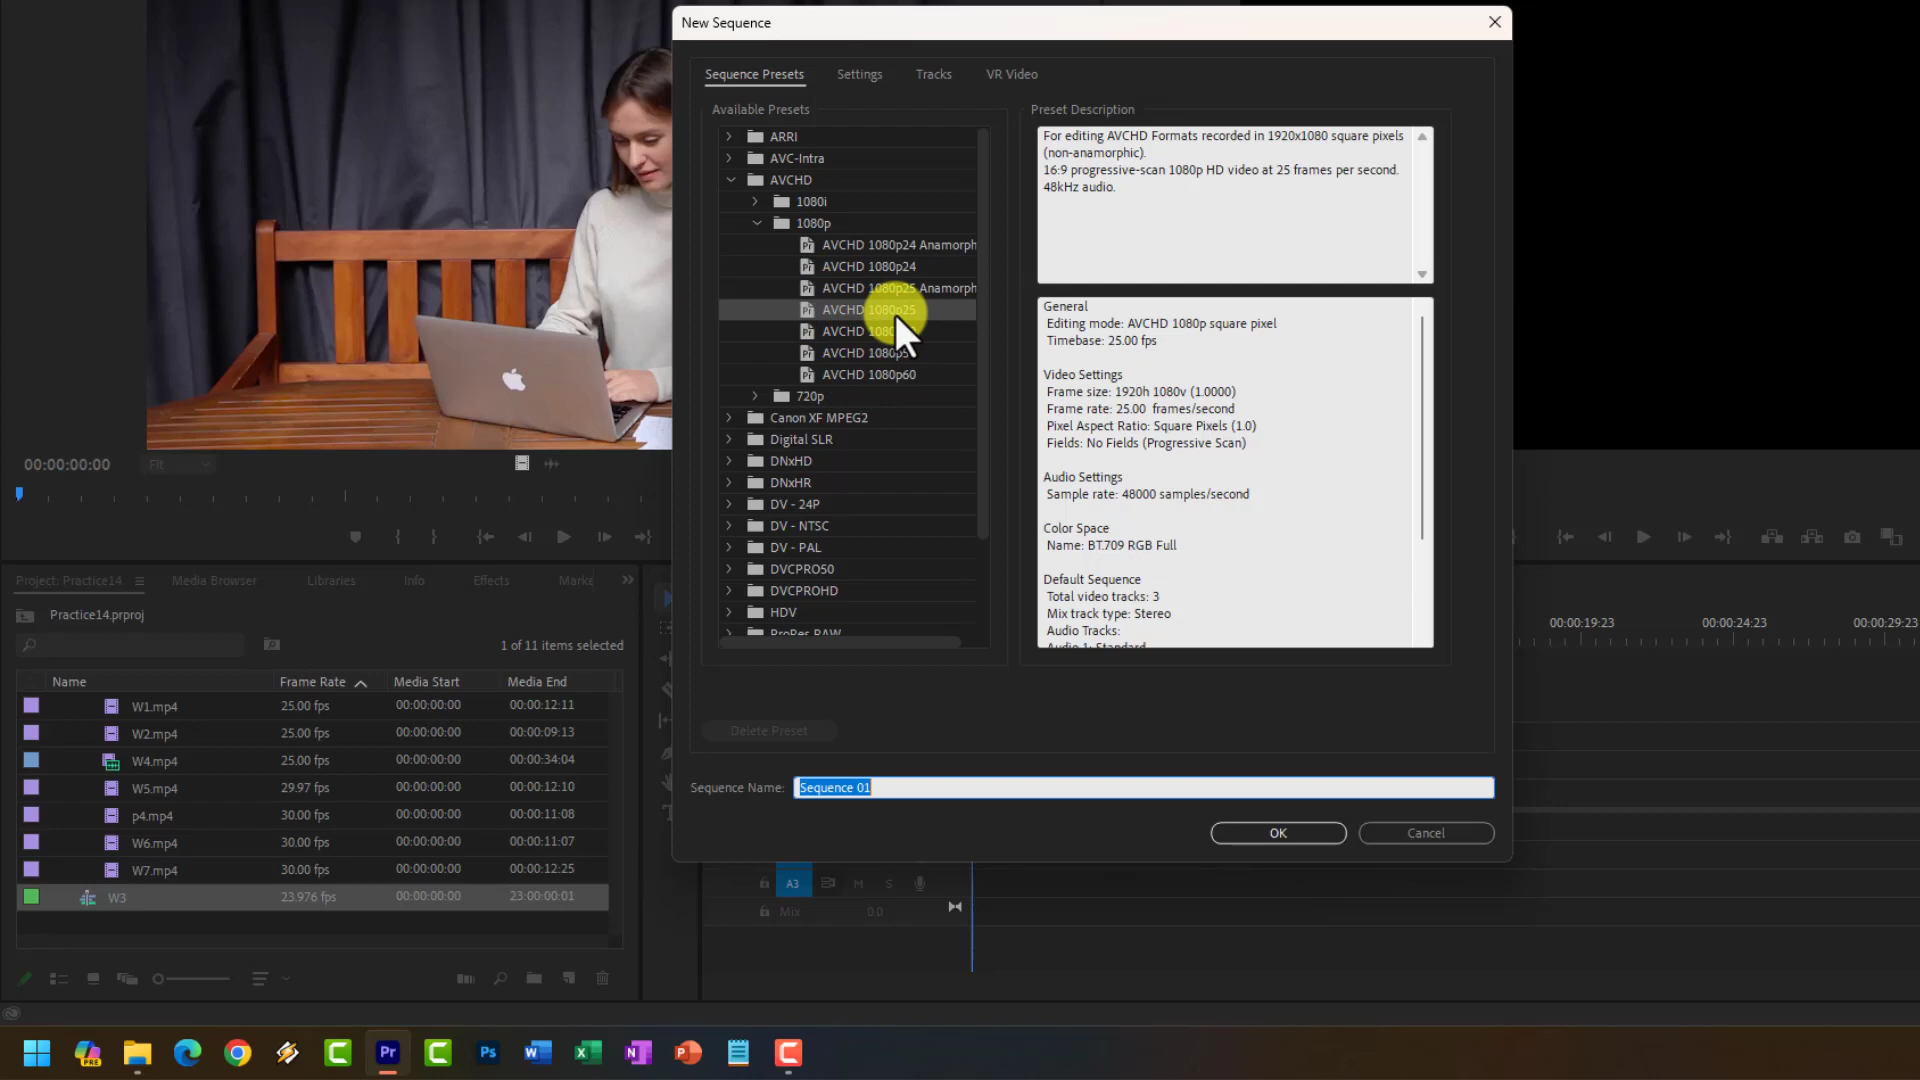 New Sequence
Sequence Presets
Settings
Tracks
VR Video
Available Presets
Preset Description
ARRI
AVC-Intra
AVCHD
1080i
1080p
AVCHD 1080p24 Anamorph
AVCHD 1080p24
AVCHD 1080p25 Anamorph
AVCHD 1080p25
AVCHD
AVCHD
AVCHD 1080p60
720p
Canon XF MPEG2
Digital SLR
DNxHD
DNxHR
DV - 24P
DV - NTSC
DV - PAL
DVCPRO50
DVCPROHD
HDV
ProRes RAW
For editing AVCHD Formats recorded in 1920x1080 square pixels
(non-anamorphic).
16:9 progressive-scan 1080p HD video at 25 frames per second.
48kHz audio.
General
Editing mode: AVCHD 1080p square pixel
Timebase: 25.00 fps
Video Settings
Frame size: 1920h 1080v (1.0000)
Frame rate: 25.00 frames/second
Pixel Aspect Ratio: Square Pixels (1.0)
Fields: No Fields (Progressive Scan)
Audio Settings
Sample rate: 48000 samples/second
Color Space
Name: BT.709 RGB Full
Default Sequence
Total video tracks: 3
Mix track type: Stereo
Audio Tracks:
Audio 1: Standard
Delete Preset
Sequence Name: Sequence 01
OK
Cancel
00:00:00:00
Fit
Project: Practice14
Media Browser
Libraries
Info
Effects
Marke
Practice14.prproj
1 of 11 items selected
Name Frame Rate Media Start Media End
W1.mp4 25.00 fps 00:00:00:00 00:00:12:11
W2.mp4 25.00 fps 00:00:00:00 00:00:09:13
W4.mp4 25.00 fps 00:00:00:00 00:00:34:04
W5.mp4 29.97 fps 00:00:00:00 00:00:12:10
p4.mp4 30.00 fps 00:00:00:00 00:00:11:08
W6.mp4 30.00 fps 00:00:00:00 00:00:11:07
W7.mp4 30.00 fps 00:00:00:00 00:00:12:25
W3 23.976 fps 00:00:00:00 23:00:00:01
00:00:19:23
00:00:24:23
00:00:29:23
A3
M
S
Mix
0.0
PRE
Pr
Ps
W
X
N
P